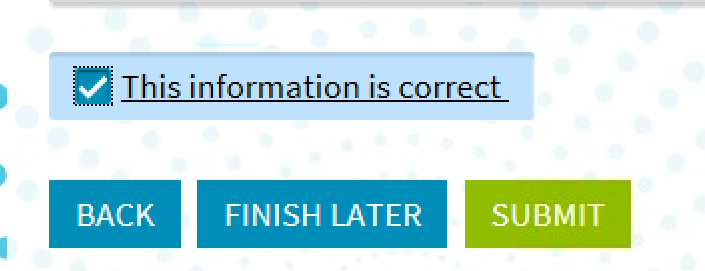 This information is correct
BACK FINISH LATER SUBMIT